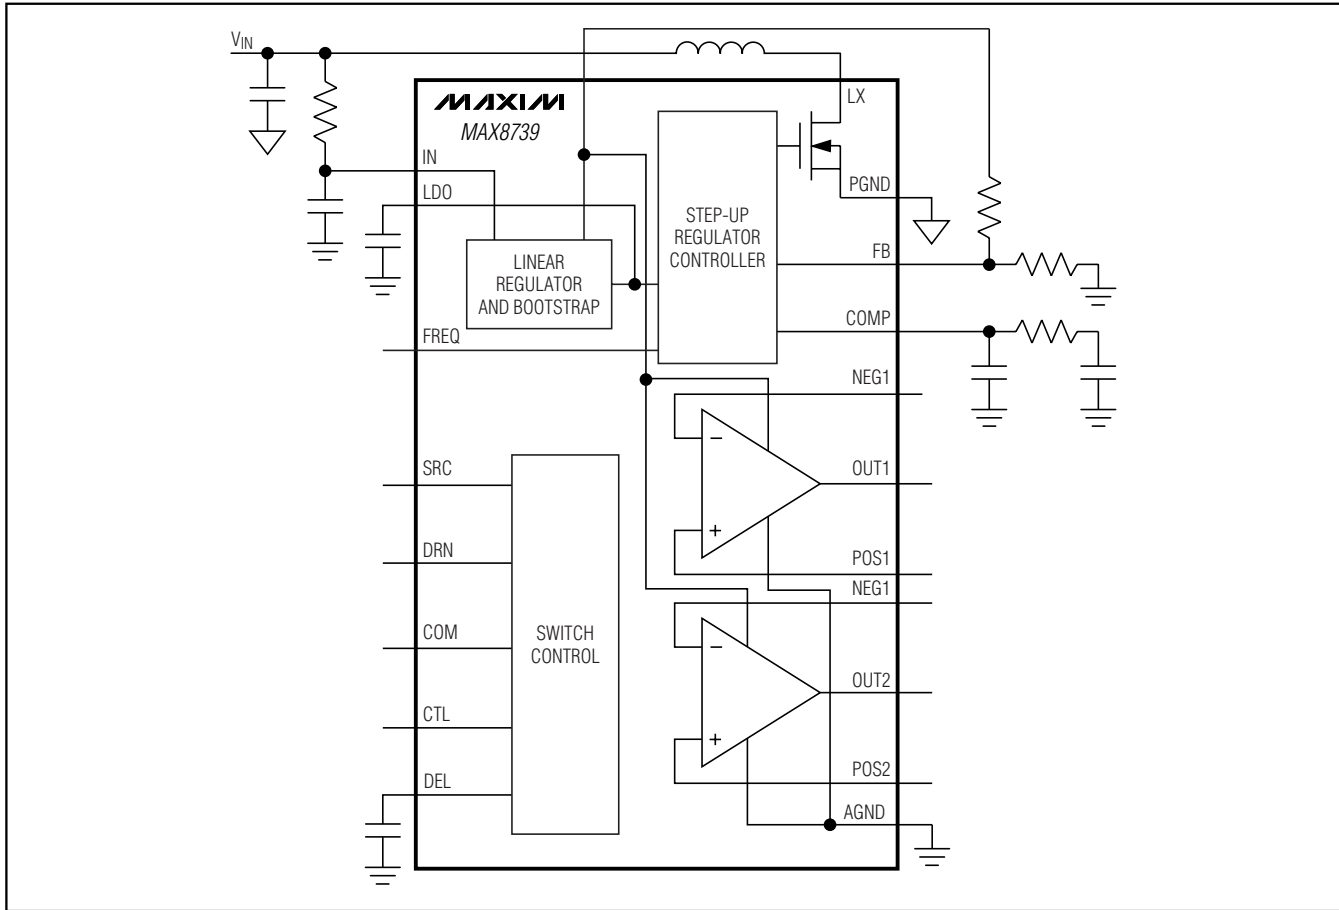 VIN
MAXIM
MAX8739
LX
IN
LDO
PGND
STEP-UP
REGULATOR
CONTROLLER
FB
LINEAR
REGULATOR
AND BOOTSTRAP
COMP
FREQ
NEG1
−
SRC
OUT1
+
DRN
POS1
NEG1
COM
SWITCH
CONTROL
−
OUT2
CTL
+
POS2
DEL
AGND